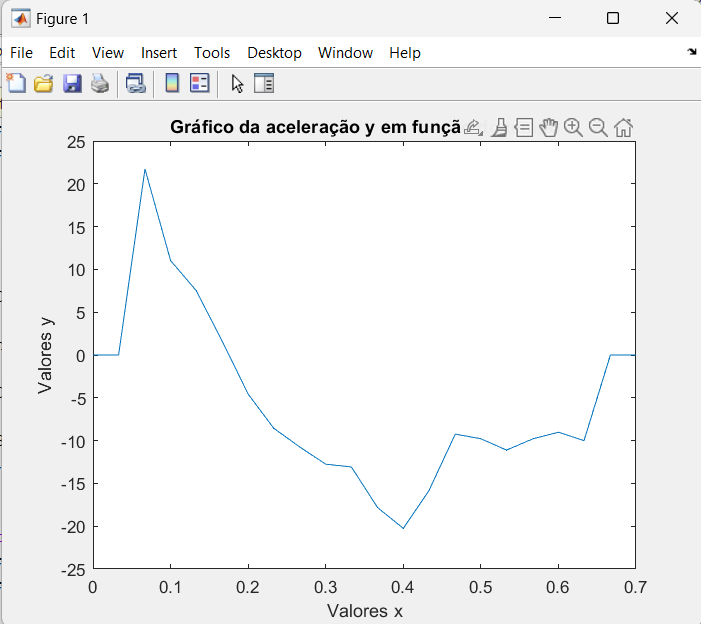 Figure 1
File Edit View Insert Tools Desktop Window Help
Gráfico da aceleração y em funçã
25
20
15
10
5
0
-5
-10
-15
-20
-25
Valores y
0 0.1 0.2 0.3 0.4 0.5 0.6 0.7
Valores x